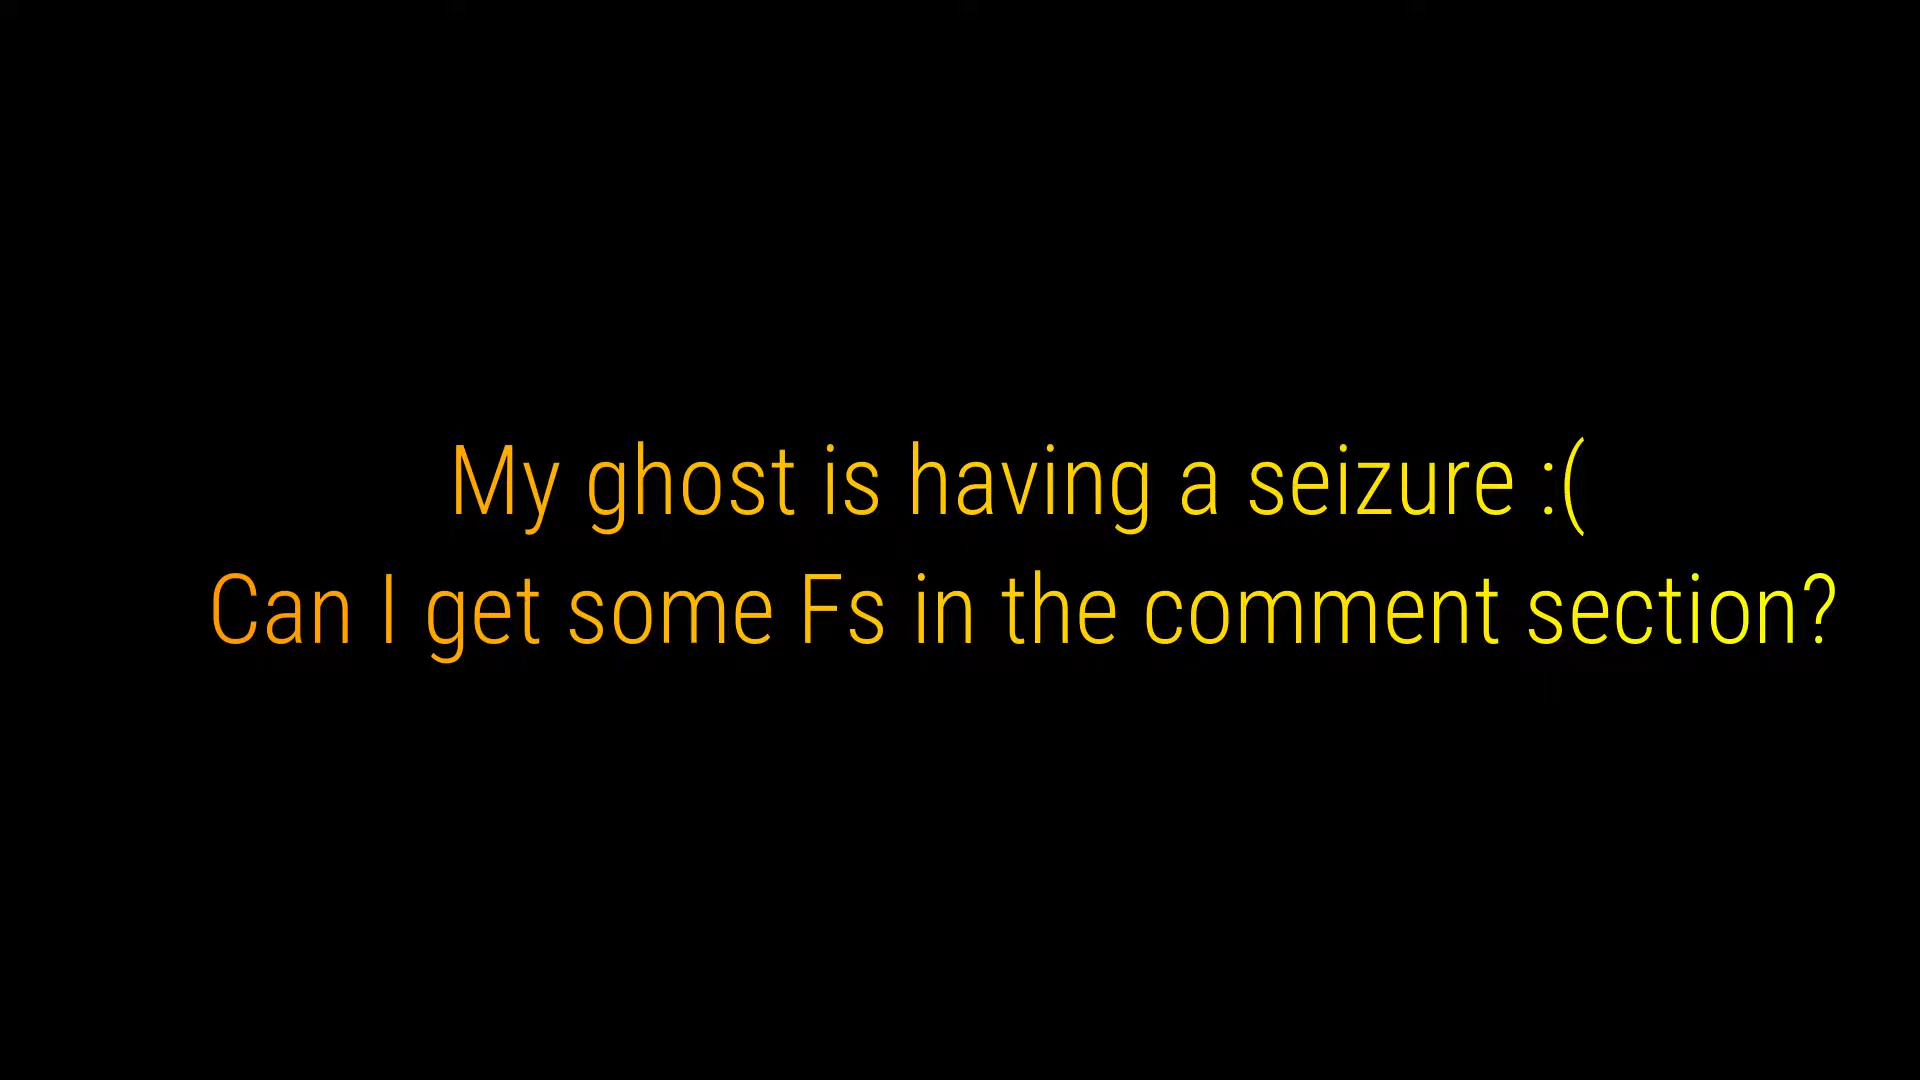 My ghost is having a seizure :(
Can I get some Fs in the comment section?